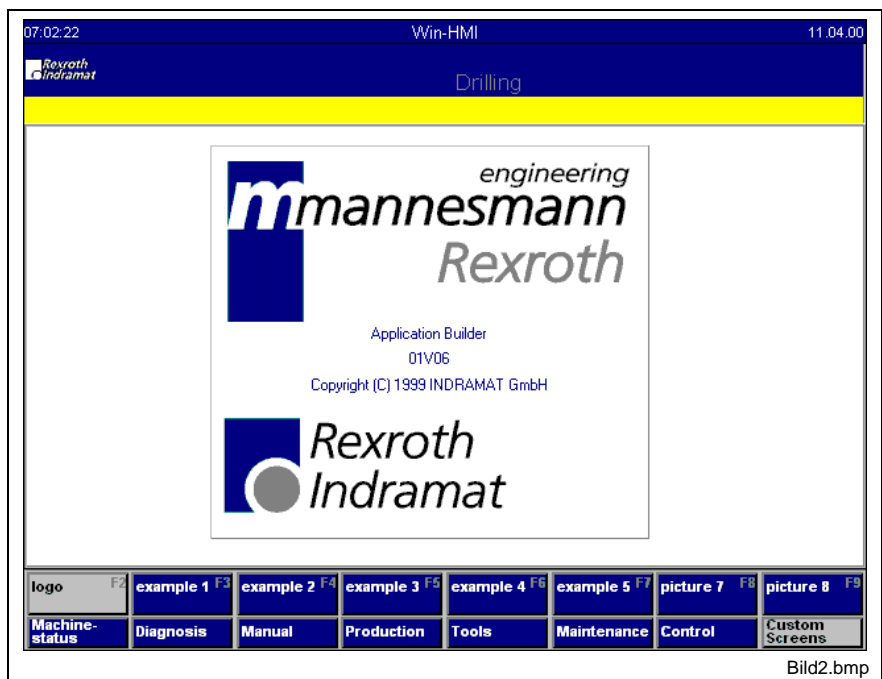 07:02:22 Win-HMI 11.04.00
Rexroth
Indramat
Drilling
engineering
mannesmann
Rexroth
Application Builder
01V06
Copyright (C) 1999 INDRAMAT GmbH
Rexroth
Indramat
logo F2 example 1 F3 example 2 F4 example 3 F5 example 4 F6 example 5 F7 picture 7 F8 picture 8 F9
Machine-
status Diagnosis Manual Production Tools Maintenance Control Custom
Screens
Bild2.bmp